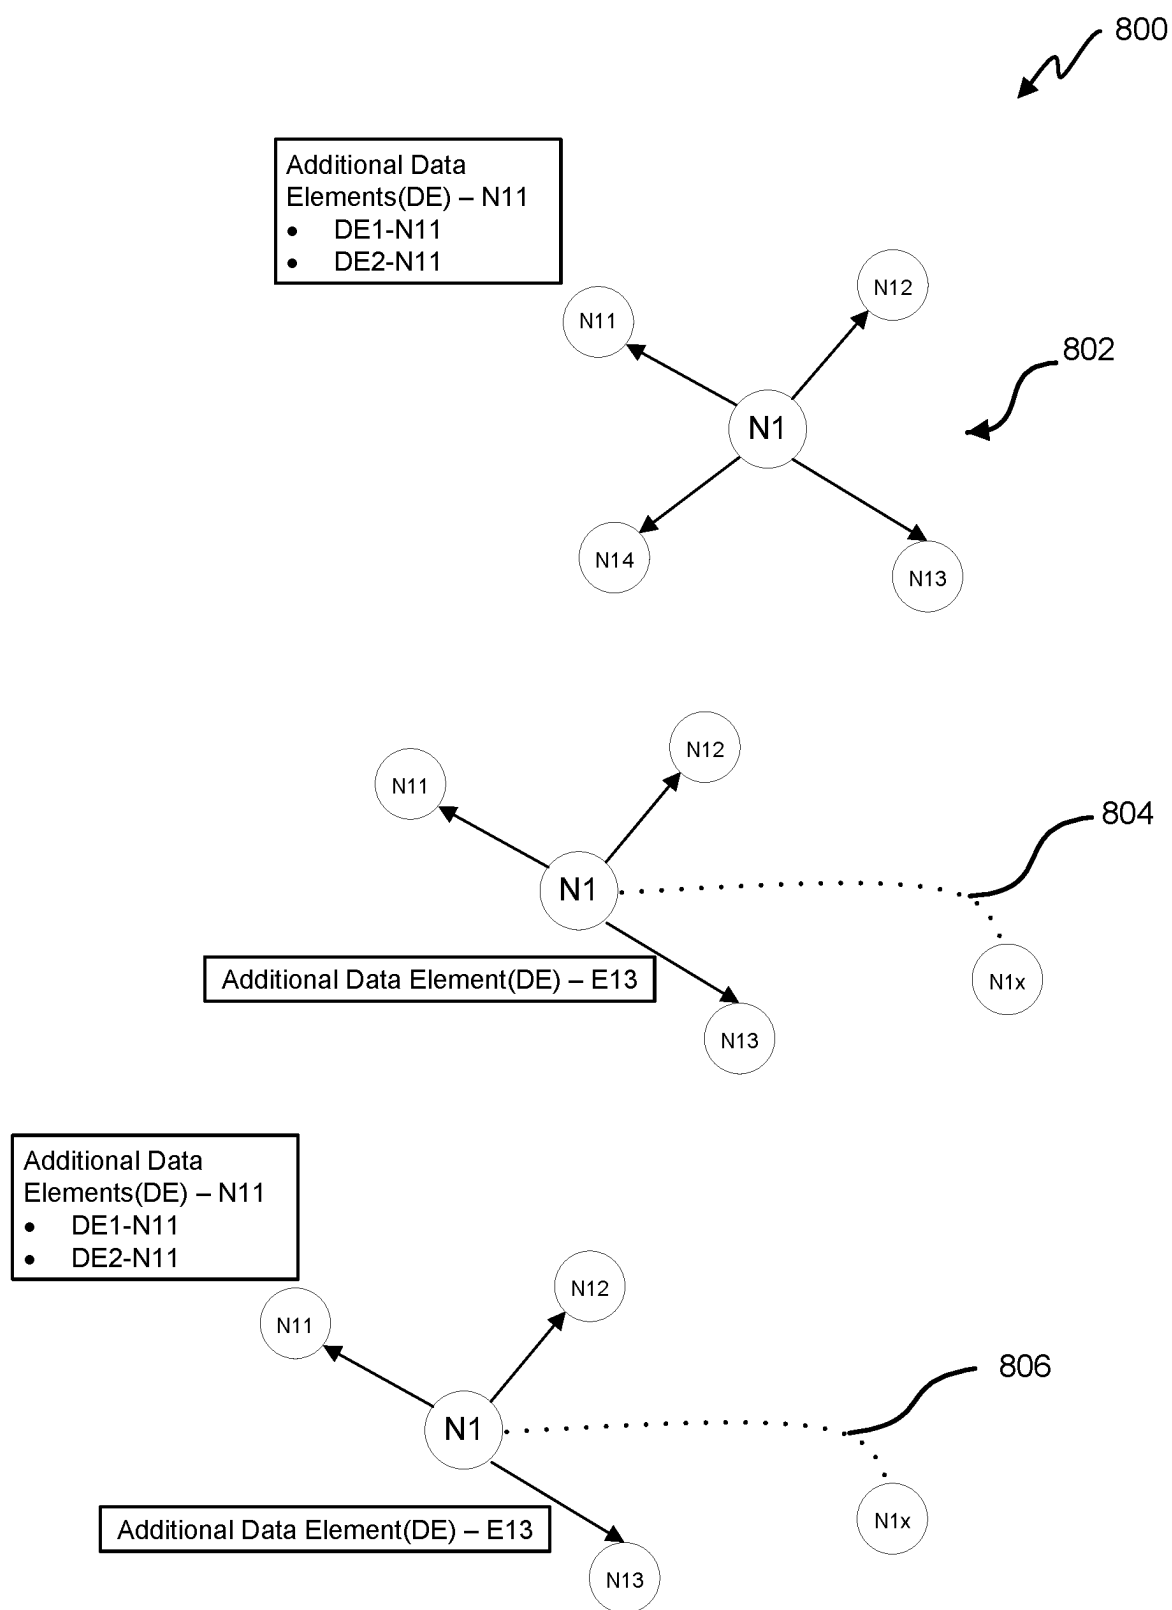 800
Additional Data
Elements(DE) – N11
• DE1-N11
• DE2-N11
N12
N11
802
N1
N14
N13
N12
N11
804
N1
Additional Data Element(DE) – E13
N1x
N13
Additional Data
Elements(DE) – N11
• DE1-N11
• DE2-N11
N12
N11
806
N1
N1x
Additional Data Element(DE) – E13
N13